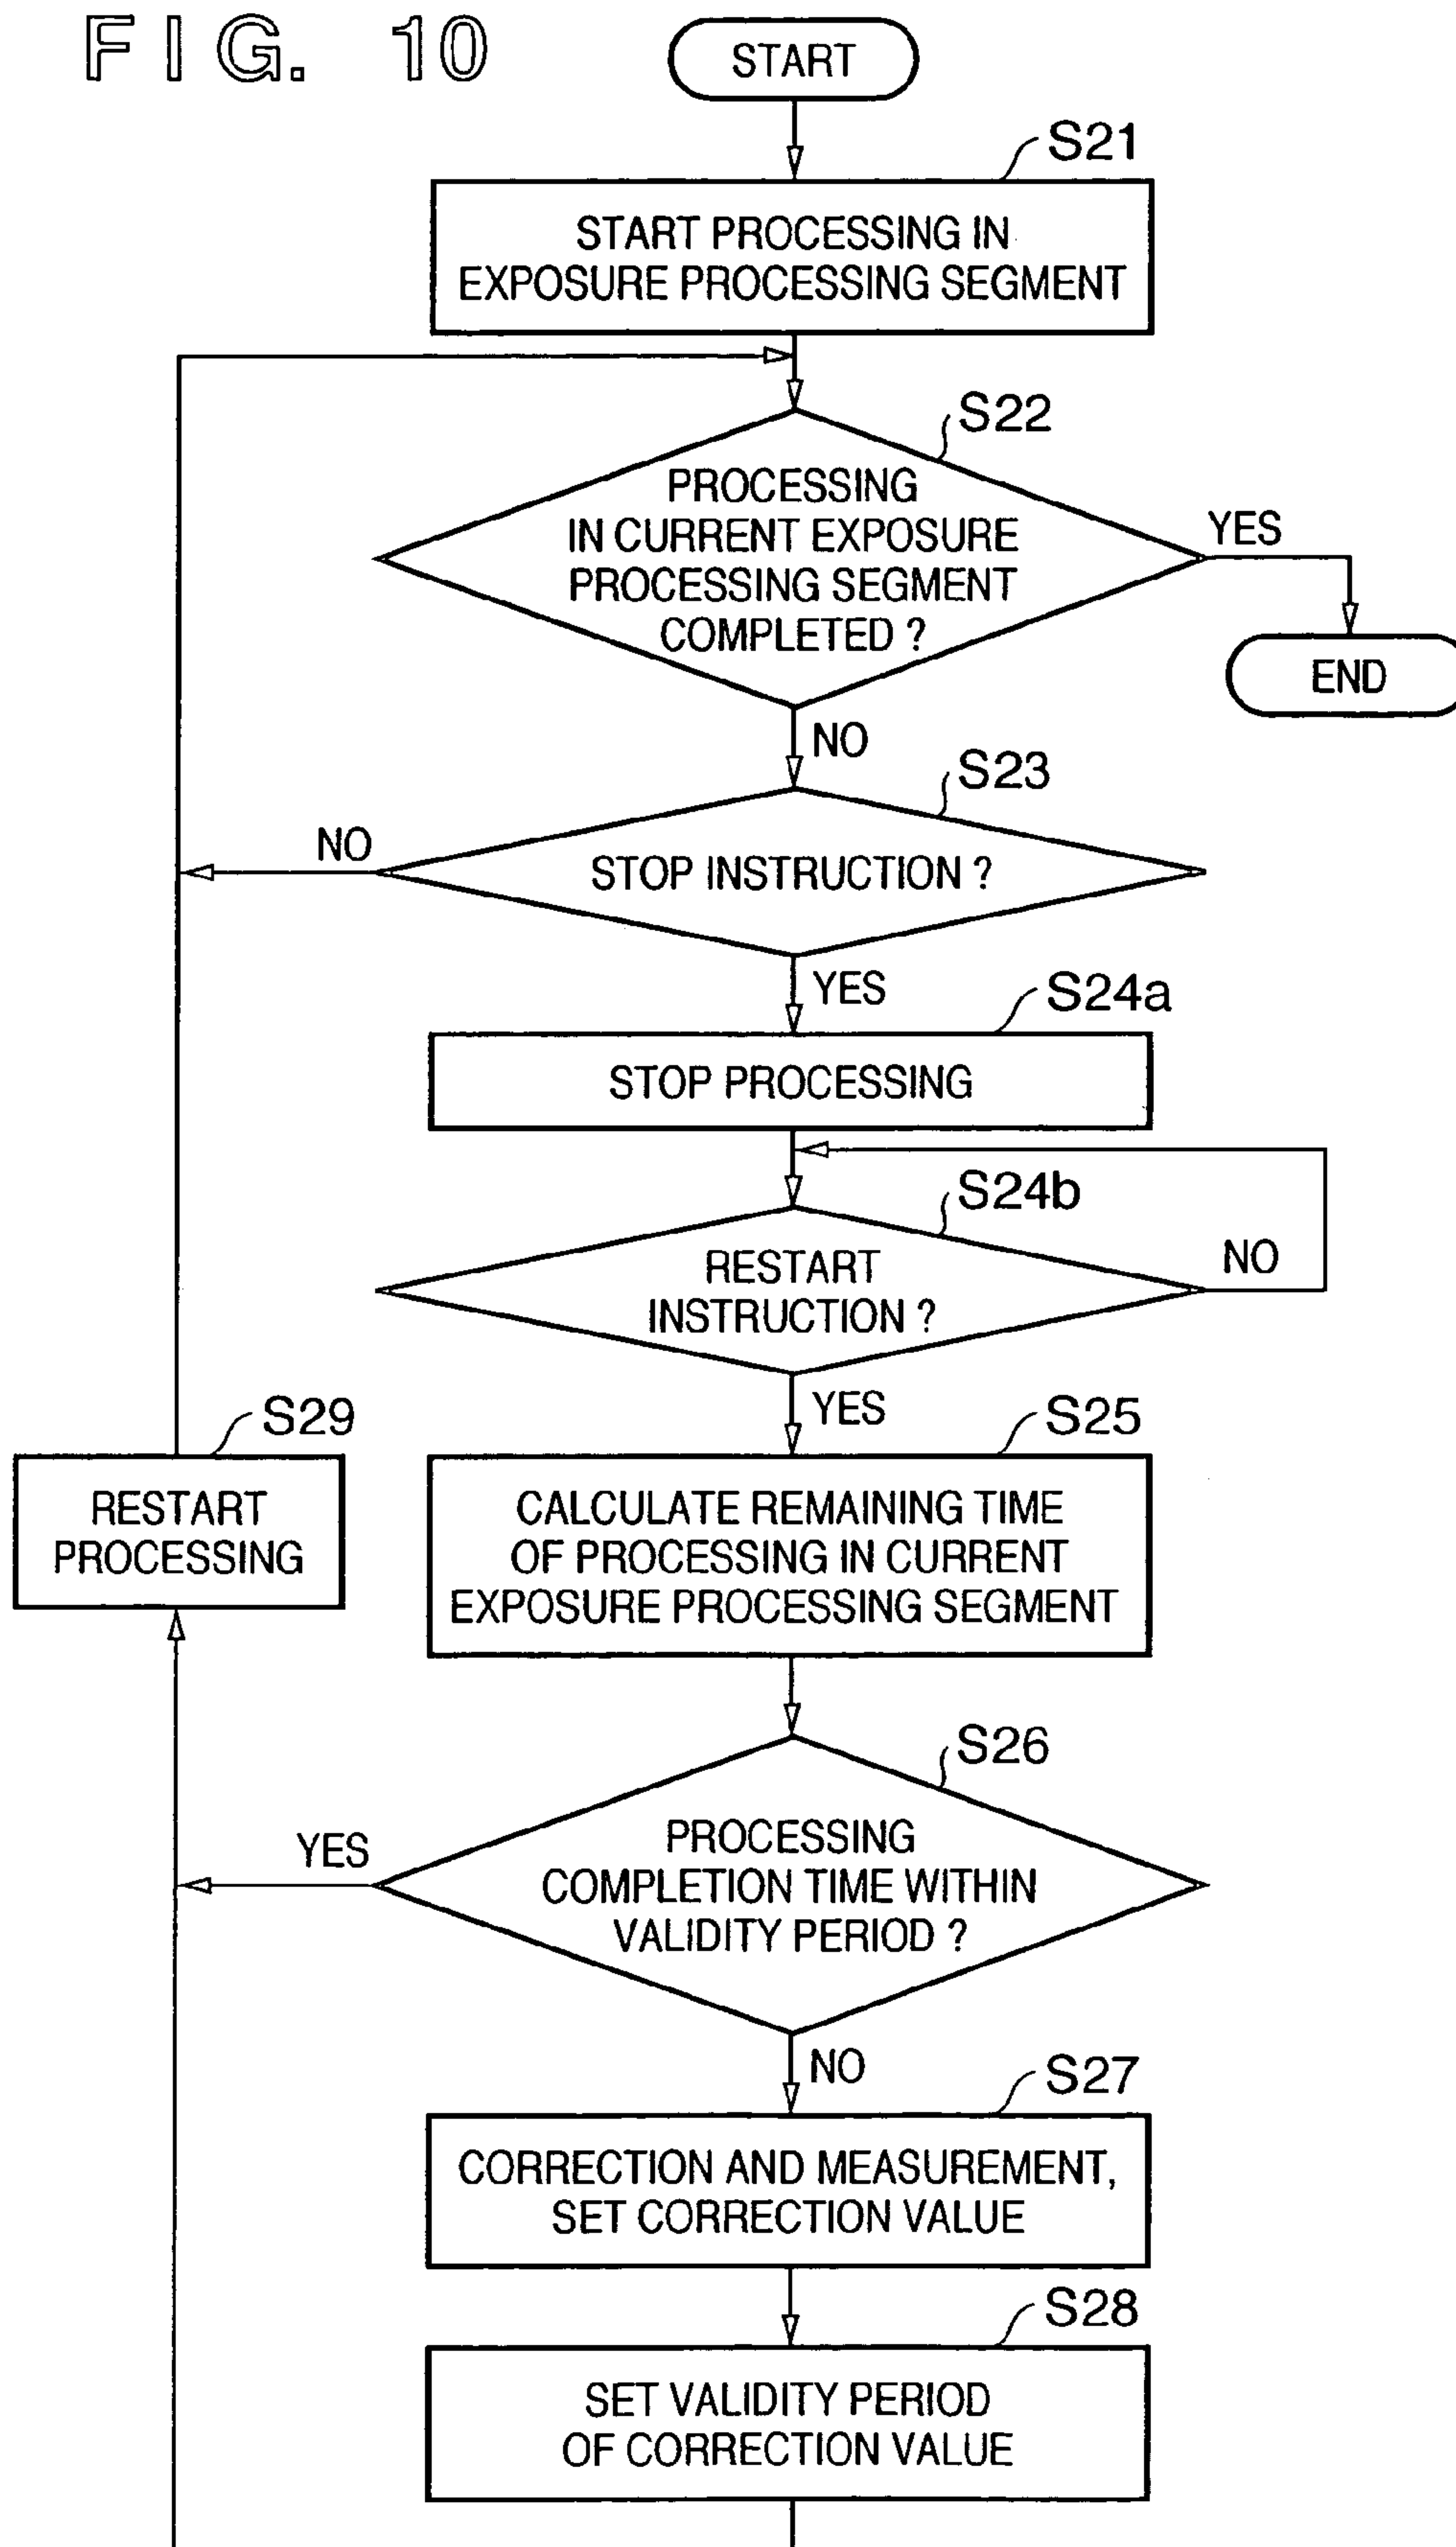 FIG. 10
START
S21
START PROCESSING IN
EXPOSURE PROCESSING SEGMENT
S22
PROCESSING
IN CURRENT EXPOSURE
PROCESSING SEGMENT
COMPLETED ?
YES
END
NO
S23
STOP INSTRUCTION ?
NO
YES
S24a
STOP PROCESSING
S24b
RESTART
INSTRUCTION ?
NO
YES
S29
RESTART
PROCESSING
S25
CALCULATE REMAINING TIME
OF PROCESSING IN CURRENT
EXPOSURE PROCESSING SEGMENT
S26
PROCESSING
COMPLETION TIME WITHIN
VALIDITY PERIOD ?
YES
NO
S27
CORRECTION AND MEASUREMENT,
SET CORRECTION VALUE
S28
SET VALIDITY PERIOD
OF CORRECTION VALUE